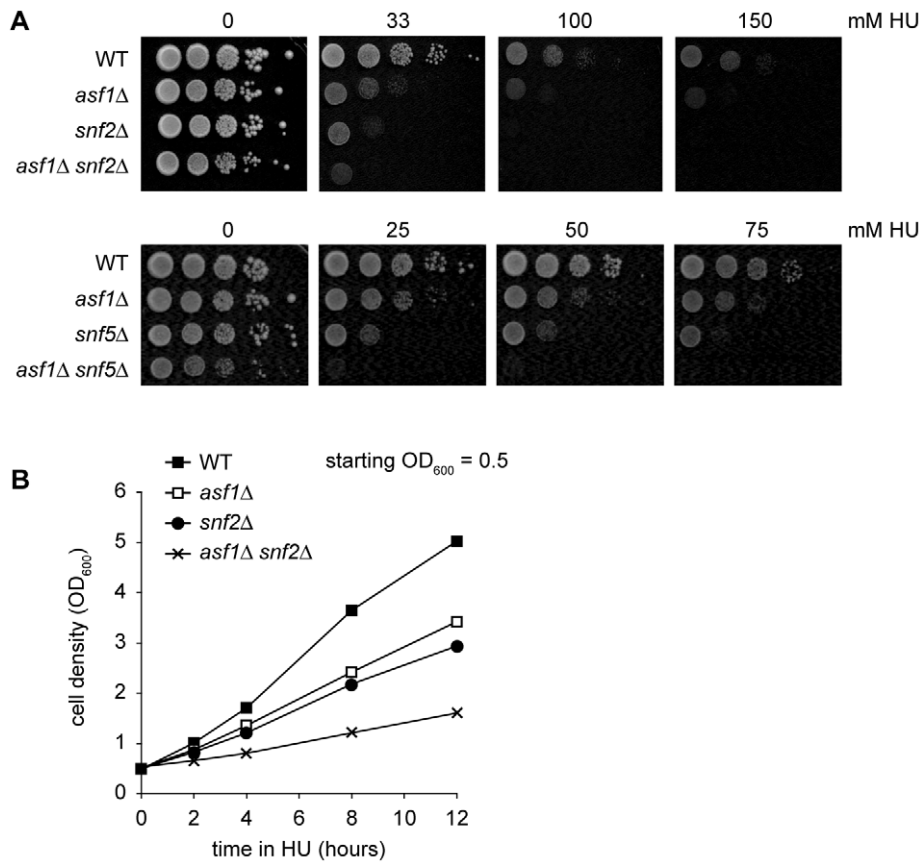 A
0 33 100 150 mM HU
WT
asf1Δ
snf2Δ
asf1Δ snf2Δ
0 25 50 75 mM HU
WT
asf1Δ
snf5Δ
asf1Δ snf5Δ
B
WT
asf1Δ
snf2Δ
asf1Δ snf2Δ
starting OD600 = 0.5
cell density (OD600)
6
5
4
3
2
1
0
0 2 4 6 8 10 12
time in HU (hours)